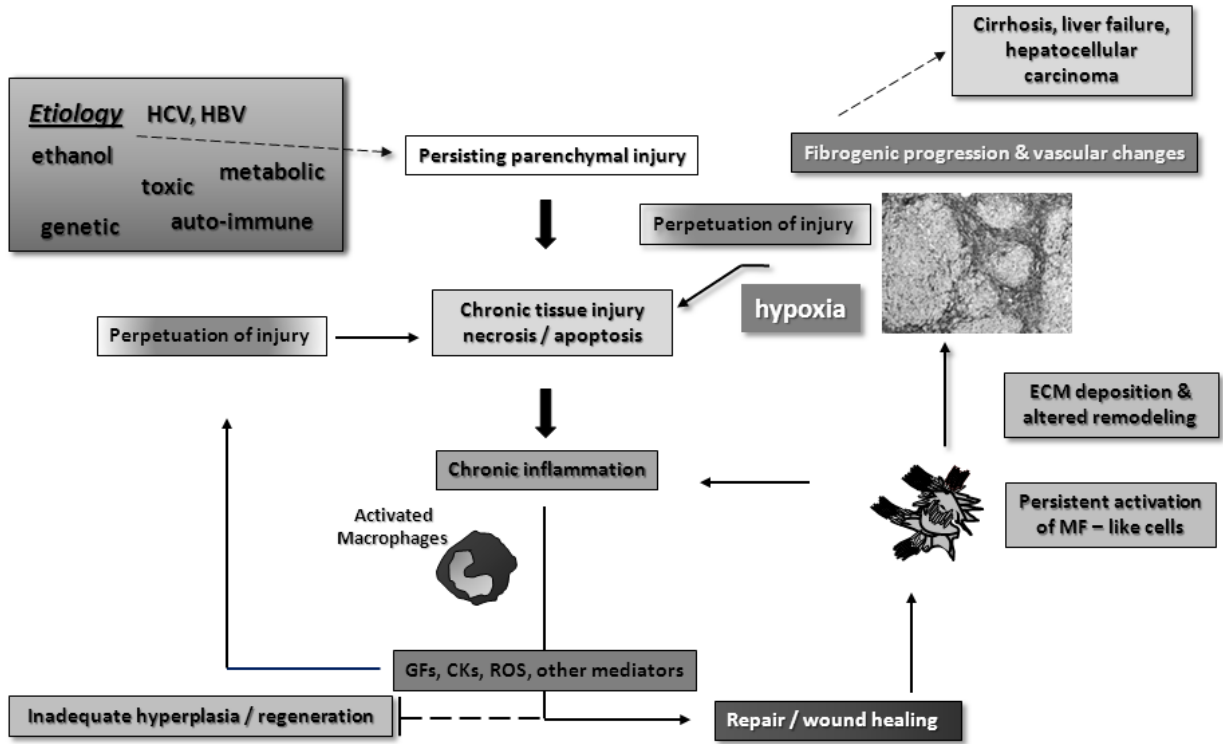 Cirrhosis, liver failure,
hepatocellular
carcinoma
Etiology HCV, HBV
ethanol
metabolic
toxic
genetic
auto-immune
Persisting parenchymal injury
Fibrogenic progression & vascular changes
Perpetuation of injury
hypoxia
Chronic tissue injury
necrosis / apoptosis
Perpetuation of injury
ECM deposition &
altered remodeling
Chronic inflammation
Persistent activation
of MF – like cells
Activated
Macrophages
GFs, CKs, ROS, other mediators
Inadequate hyperplasia / regeneration
Repair / wound healing